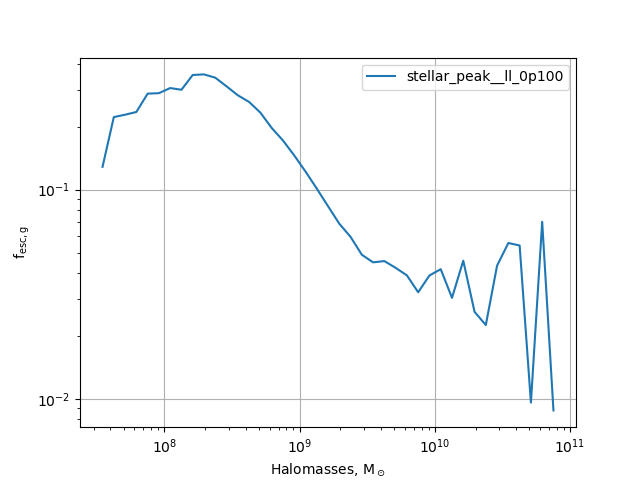 stellar_peak__ll_0p100
10⁻¹
10⁻²
f_esc, g
10⁸
10⁹
10¹⁰
10¹¹
Halomasses, M_⊙